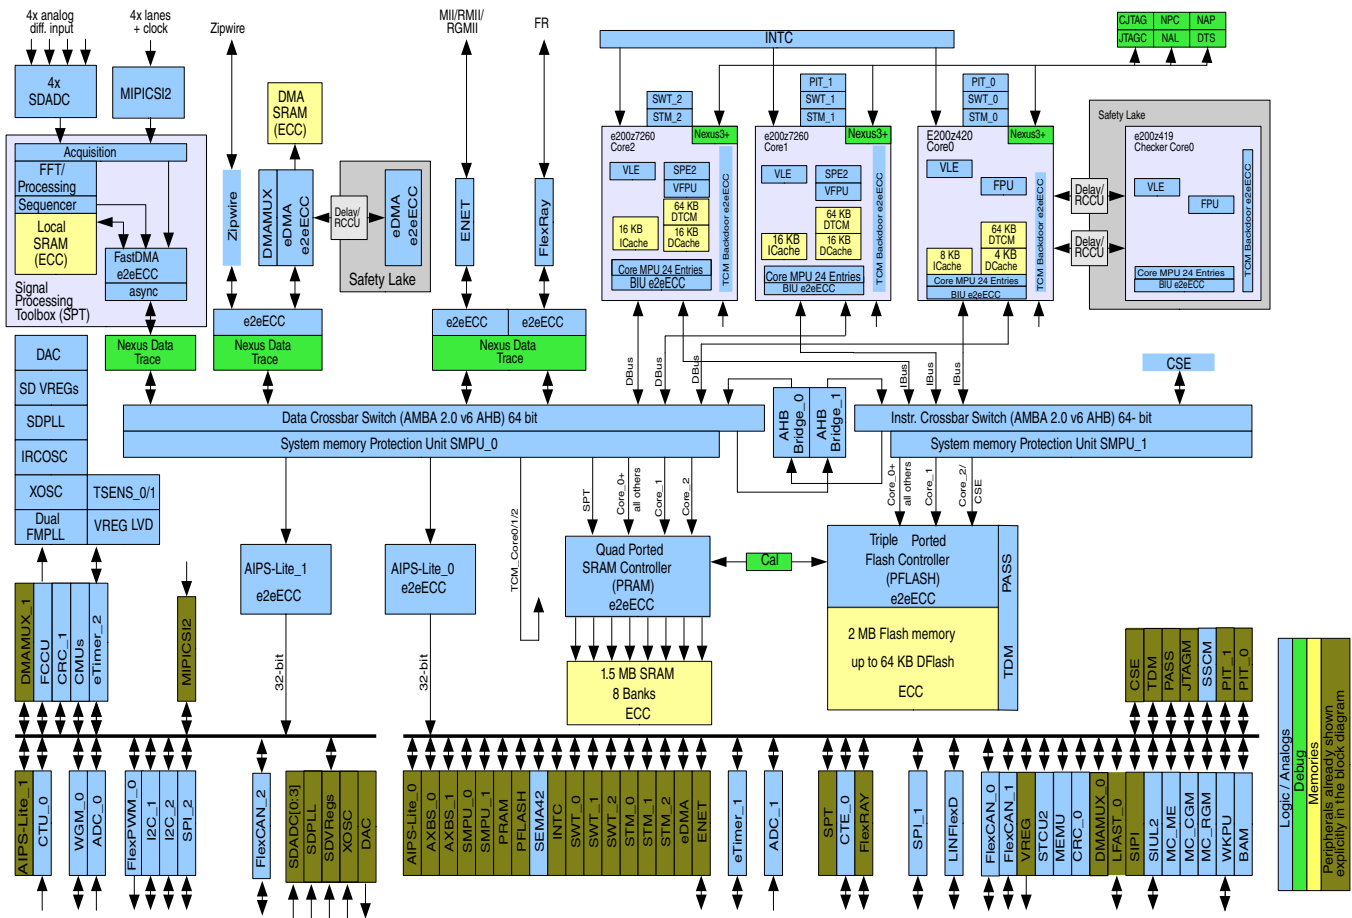 4x analog
diff. input
4x lanes
+ clock
Zipwire
MII/RMII/
RGMII
FR
INTC
CJTAG
NPC
NAP
JTAGC
NAL
DTS
4x
SDADC
MIPICSI2
DMA
SRAM
(ECC)
SWT_2
STM_2
PIT_1
SWT_1
STM_1
PIT_0
SWT_0
STM_0
Safety Lake
Acquisition
FFT/
Processing
Sequencer
Local
SRAM
(ECC)
FastDMA
e2eECC
async
Signal
Processing
Toolbox (SPT)
Zipwire
DMAMUX
eDMA
e2eECC
Delay/
RCCU
eDMA
e2eECC
Safety Lake
ENET
FlexRay
e200z7260
Core2
Nexus3+
VLE
SPE2
VFPU
64 KB
DTCM
16 KB
ICache
16 KB
DCache
Core MPU 24 Entries
BIU e2eECC
TCM Backdoor e2eECC
e200z7260
Core1
Nexus3+
VLE
SPE2
VFPU
64 KB
DTCM
16 KB
ICache
16 KB
DCache
Core MPU 24 Entries
BIU e2eECC
TCM Backdoor e2eECC
E200z420
Core0
Nexus3+
VLE
FPU
64 KB
DTCM
8 KB
ICache
4 KB
DCache
Core MPU 24 Entries
BIU e2eECC
TCM Backdoor e2eECC
Delay/
RCCU
Delay/
RCCU
e200z419
Checker Core0
VLE
FPU
Core MPU 24 Entries
BIU e2eECC
TCM Backdoor e2eECC
e2eECC
e2eECC
e2eECC
Nexus Data
Trace
Nexus Data
Trace
Nexus Data
Trace
DAC
SD VREGs
SDPLL
IRCOSC
XOSC
TSENS_0/1
Dual
FMPLL
VREG LVD
DBus
DBus
DBus
IBus
IBus
IBus
CSE
Data Crossbar Switch (AMBA 2.0 v6 AHB) 64 bit
System memory Protection Unit SMPU_0
AHB
Bridge_0
AHB
Bridge_1
Instr. Crossbar Switch (AMBA 2.0 v6 AHB) 64- bit
System memory Protection Unit SMPU_1
TCM_Core0/1/2
SPT
Core_0+
all others
Core_1
Core_2
Core_0+
all others
Core_1
Core_2/
CSE
AIPS-Lite_1
e2eECC
AIPS-Lite_0
e2eECC
Quad Ported
SRAM Controller
(PRAM)
e2eECC
Cal
Triple Ported
Flash Controller
(PFLASH)
e2eECC
PASS
TDM
2 MB Flash memory
up to 64 KB DFlash
ECC
1.5 MB SRAM
8 Banks
ECC
32-bit
32-bit
DMAMUX_1
FCCU
CRC_1
CMUs
eTimer_2
MIPICSI2
CSE
TDM
PASS
JTAGM
SSCM
PIT_1
PIT_0
AIPS-Lite_1
CTU_0
WGM_0
ADC_0
FlexPWM_0
I2C_1
I2C_2
SPI_2
FlexCAN_2
SDADC[0:3]
SDPLL
SDVRegs
XOSC
DAC
AIPS-Lite_0
AXBS_0
AXBS_1
SMPU_0
SMPU_1
PRAM
PFLASH
SEMA42
INTC
SWT_0
SWT_1
SWT_2
STM_0
STM_1
STM_2
eDMA
ENET
eTimer_1
ADC_1
SPT
CTE_0
FlexRAY
SPI_1
LINFlexD
FlexCAN_0
FlexCAN_1
VREG
STCU2
MEMU
CRC_0
DMAMUX_0
LFAST_0
SIPI
SIUL2
MC_ME
MC_CGM
MC_RGM
WKPU
BAM
Logic / Analogs
Debug
Memories
Peripherals already shown
explicitly in the block diagram